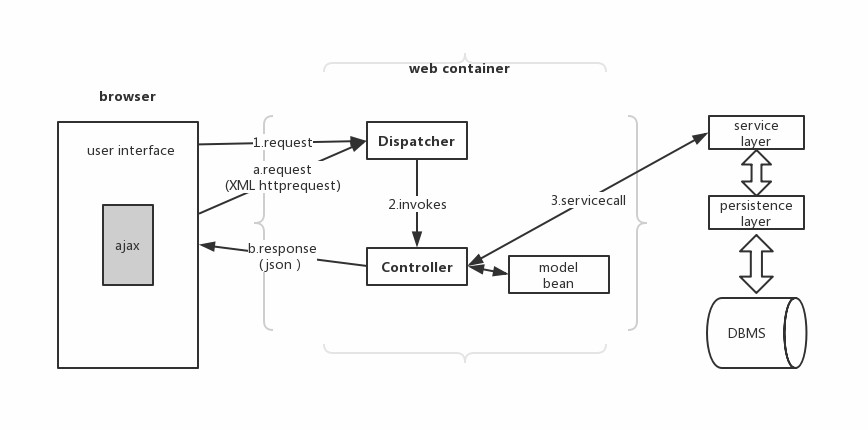 web container
browser
user interface
1.request
Dispatcher
a.request
(XML httprequest)
service
layer
2.invokes
3.servicecall
persistence
layer
ajax
b.response
(json )
Controller
model
bean
DBMS